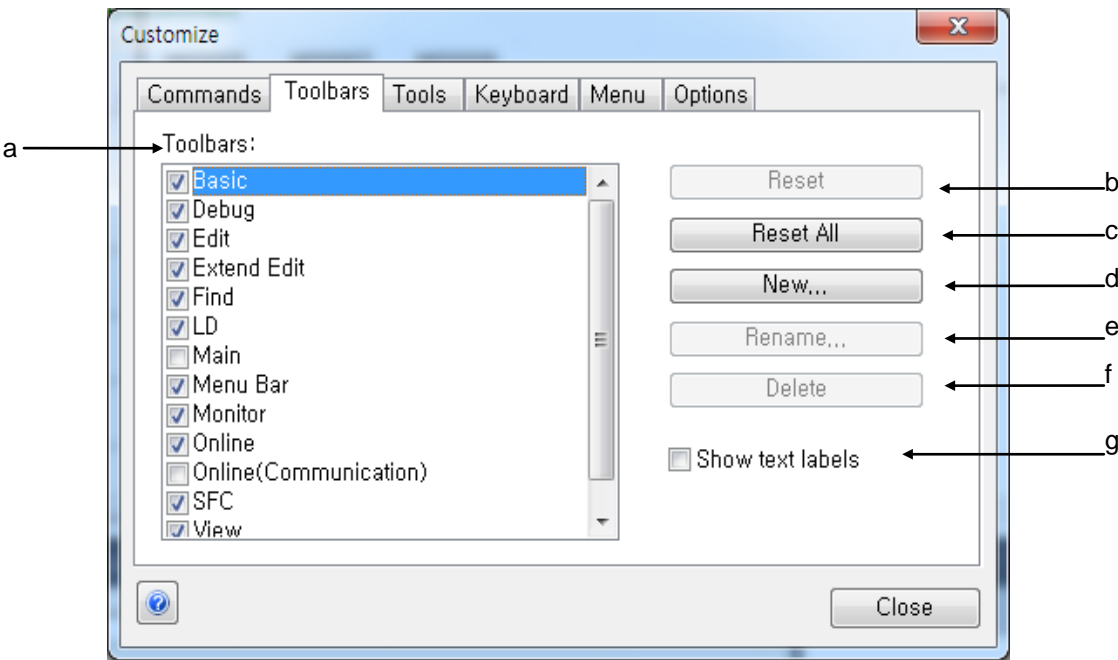 Customize
Commands Toolbars Tools Keyboard Menu Options
a
Toolbars:
Basic
Debug
Edit
Extend Edit
Find
LD
Main
Menu Bar
Monitor
Online
Online(Communication)
SFC
View
Reset
b
Reset All
c
New...
d
Rename...
e
Delete
f
Show text labels
g
Close